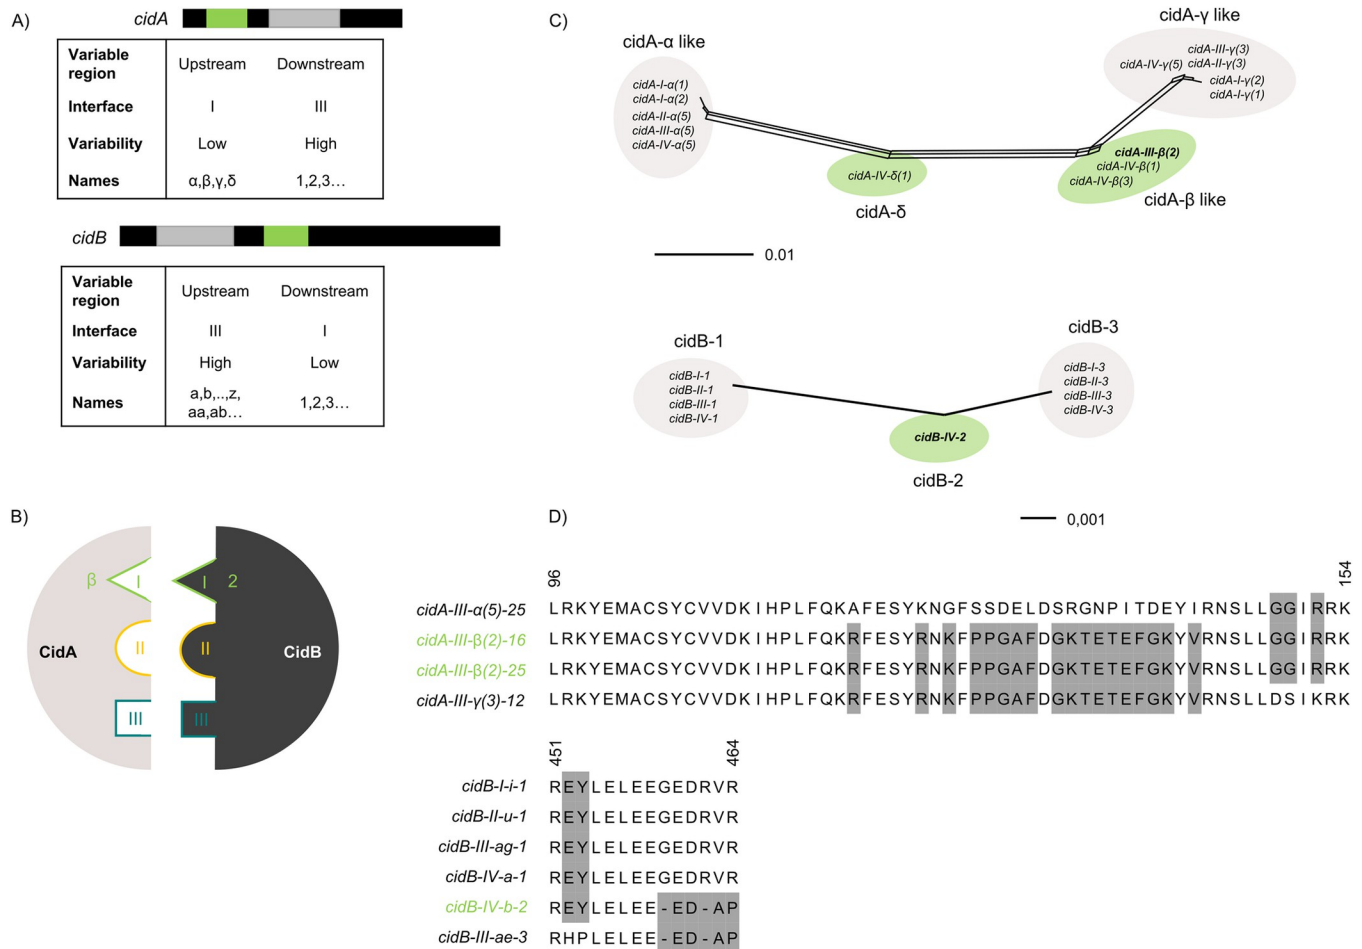 A)
cidA
Variable region Upstream Downstream
Interface I III
Variability Low High
Names α,β,γ,δ 1,2,3...
cidB
Variable region Upstream Downstream
Interface III I
Variability High Low
Names a,b,..,z, aa,ab... 1,2,3...
B)
β I I 2
CidA II II CidB
III III
C)
cidA-α like
cidA-I-α(1)
cidA-I-α(2)
cidA-II-α(5)
cidA-III-α(5)
cidA-IV-α(5)
cidA-IV-δ(1)
cidA-δ
cidA-γ like
cidA-III-γ(3)
cidA-IV-γ(5) cidA-II-γ(3)
cidA-I-γ(2)
cidA-I-γ(1)
cidA-III-β(2)
cidA-IV-β(1)
cidA-IV-β(3)
cidA-β like
0.01
cidB-1
cidB-I-1
cidB-II-1
cidB-III-1
cidB-IV-1
cidB-IV-2
cidB-2
cidB-3
cidB-I-3
cidB-II-3
cidB-III-3
cidB-IV-3
0,001
D)
96 154
cidA-III-α(5)-25 LRKYEMACSYCVVDKIHPLFQKAFESYKNGFSSDELDSRGNPITDEYIRNSLLGGIRRK
cidA-III-β(2)-16 LRKYEMACSYCVVDKIHPLFQKRFESYRNKFPPGAFDGKTETEFGKYVRNSLLGGIRRK
cidA-III-β(2)-25 LRKYEMACSYCVVDKIHPLFQKRFESYRNKFPPGAFDGKTETEFGKYVRNSLLGGIRRK
cidA-III-γ(3)-12 LRKYEMACSYCVVDKIHPLFQKRFESYRNKFPPGAFDGKTETEFGKYVRNSLLDSIKRK
451 464
cidB-I-i-1 REYLELEEGEDRVR
cidB-II-u-1 REYLELEEGEDRVR
cidB-III-ag-1 REYLELEEGEDRVR
cidB-IV-a-1 REYLELEEGEDRVR
cidB-IV-b-2 REYLELEE-ED-AP
cidB-III-ae-3 RHPLELEE-ED-AP